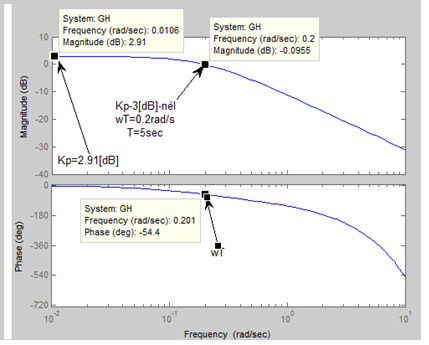 System: GH
Frequency (rad/sec): 0.0106
Magnitude (dB): 2.91
System: GH
Frequency (rad/sec): 0.2
Magnitude (dB): -0.0955
10
0
-10
-20
-30
-40
Magnitude (dB)
Kp-3[dB]-nél
wT=0.2rad/s
T=5sec
Kp=2.91[dB]
0
-180
-360
-540
-720
Phase (deg)
System: GH
Frequency (rad/sec): 0.201
Phase (deg): -54.4
wT
10-2
10-1
100
101
Frequency (rad/sec)